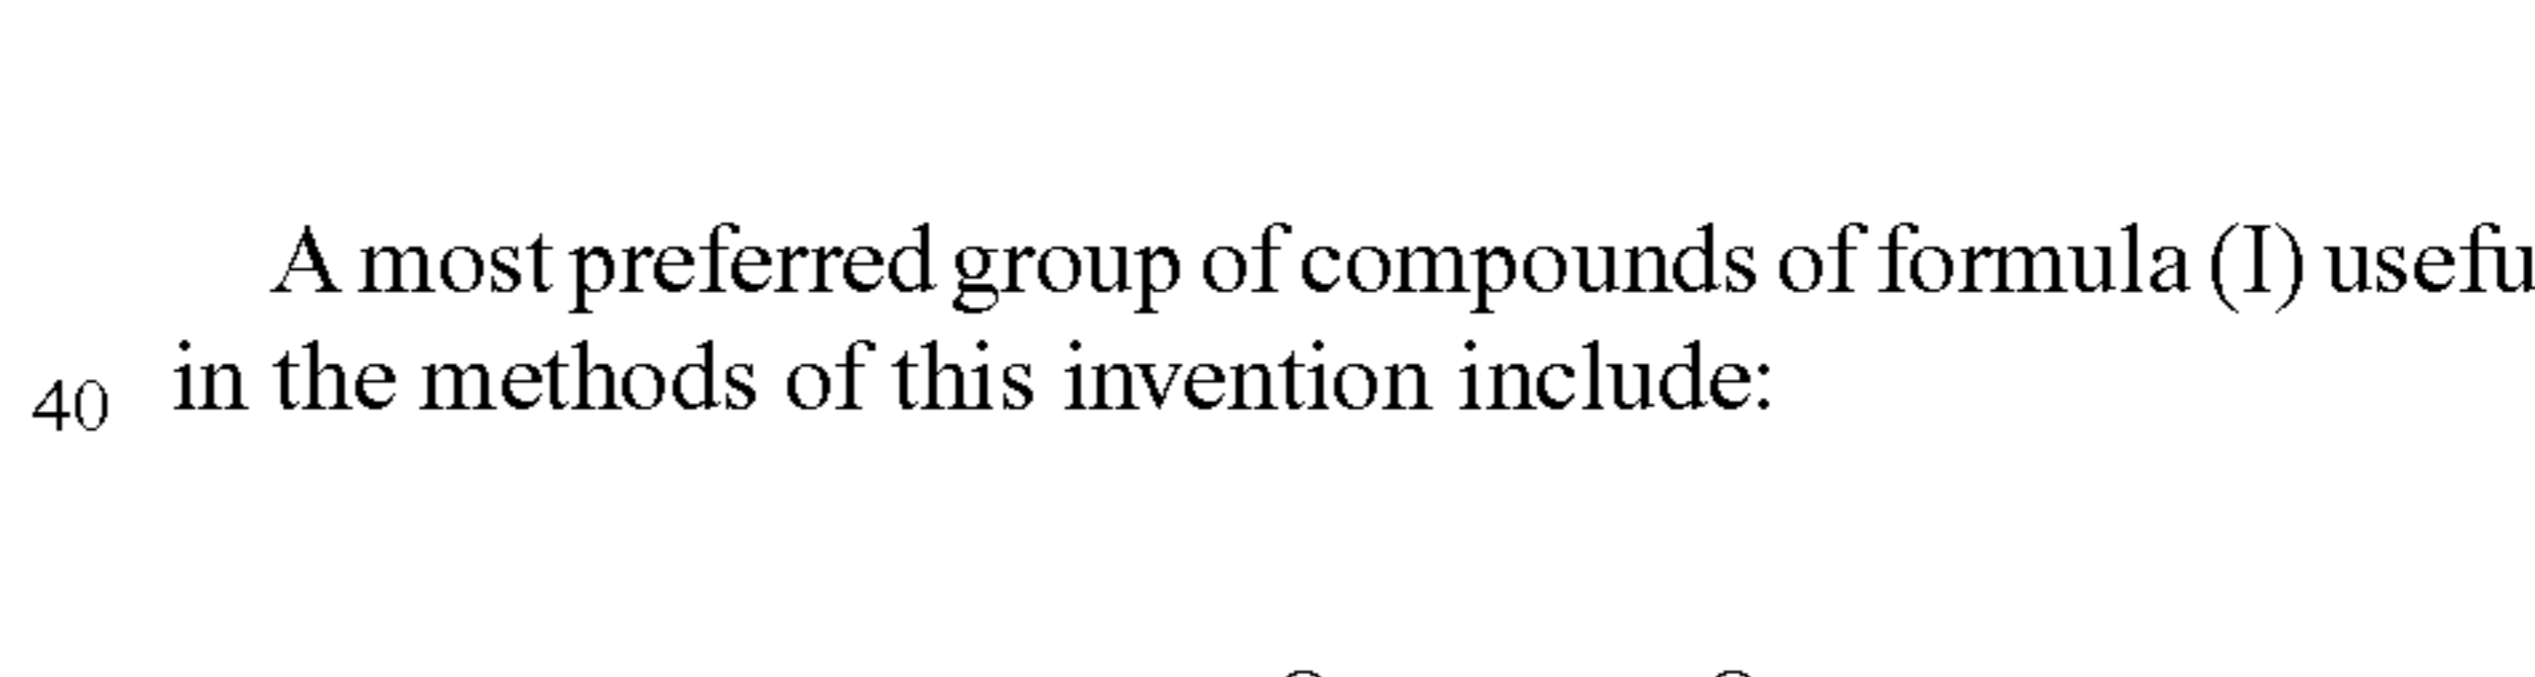 A most preferred group of compounds of formula (I) usefu
40 in the methods of this invention include: